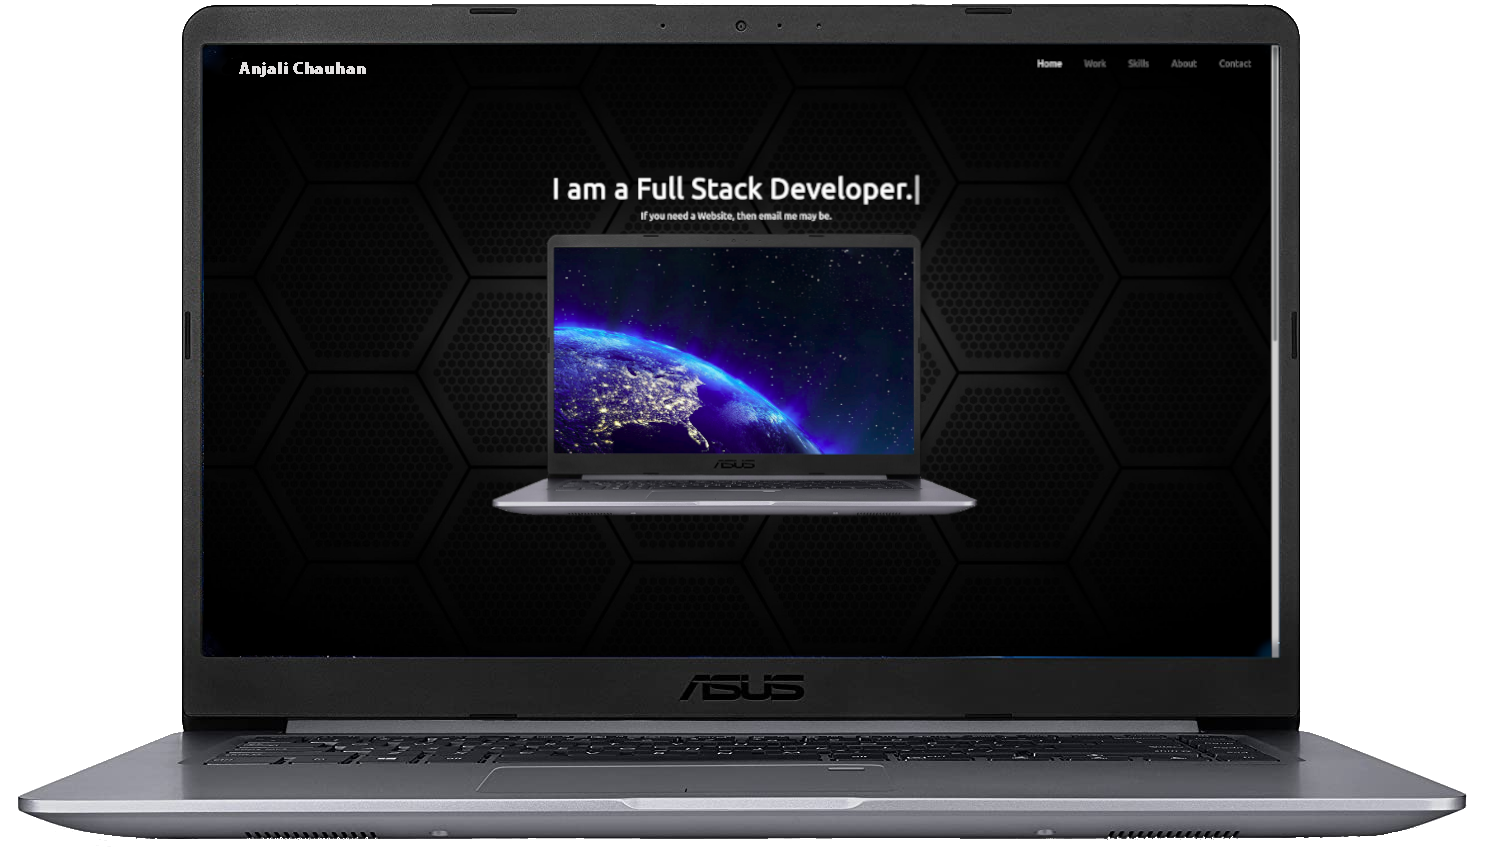 Anjali Chauhan
Home Work Skills About Contact
I am a Full Stack Developer.
If you need a Website, then email me may be.
ASUS
ASUS